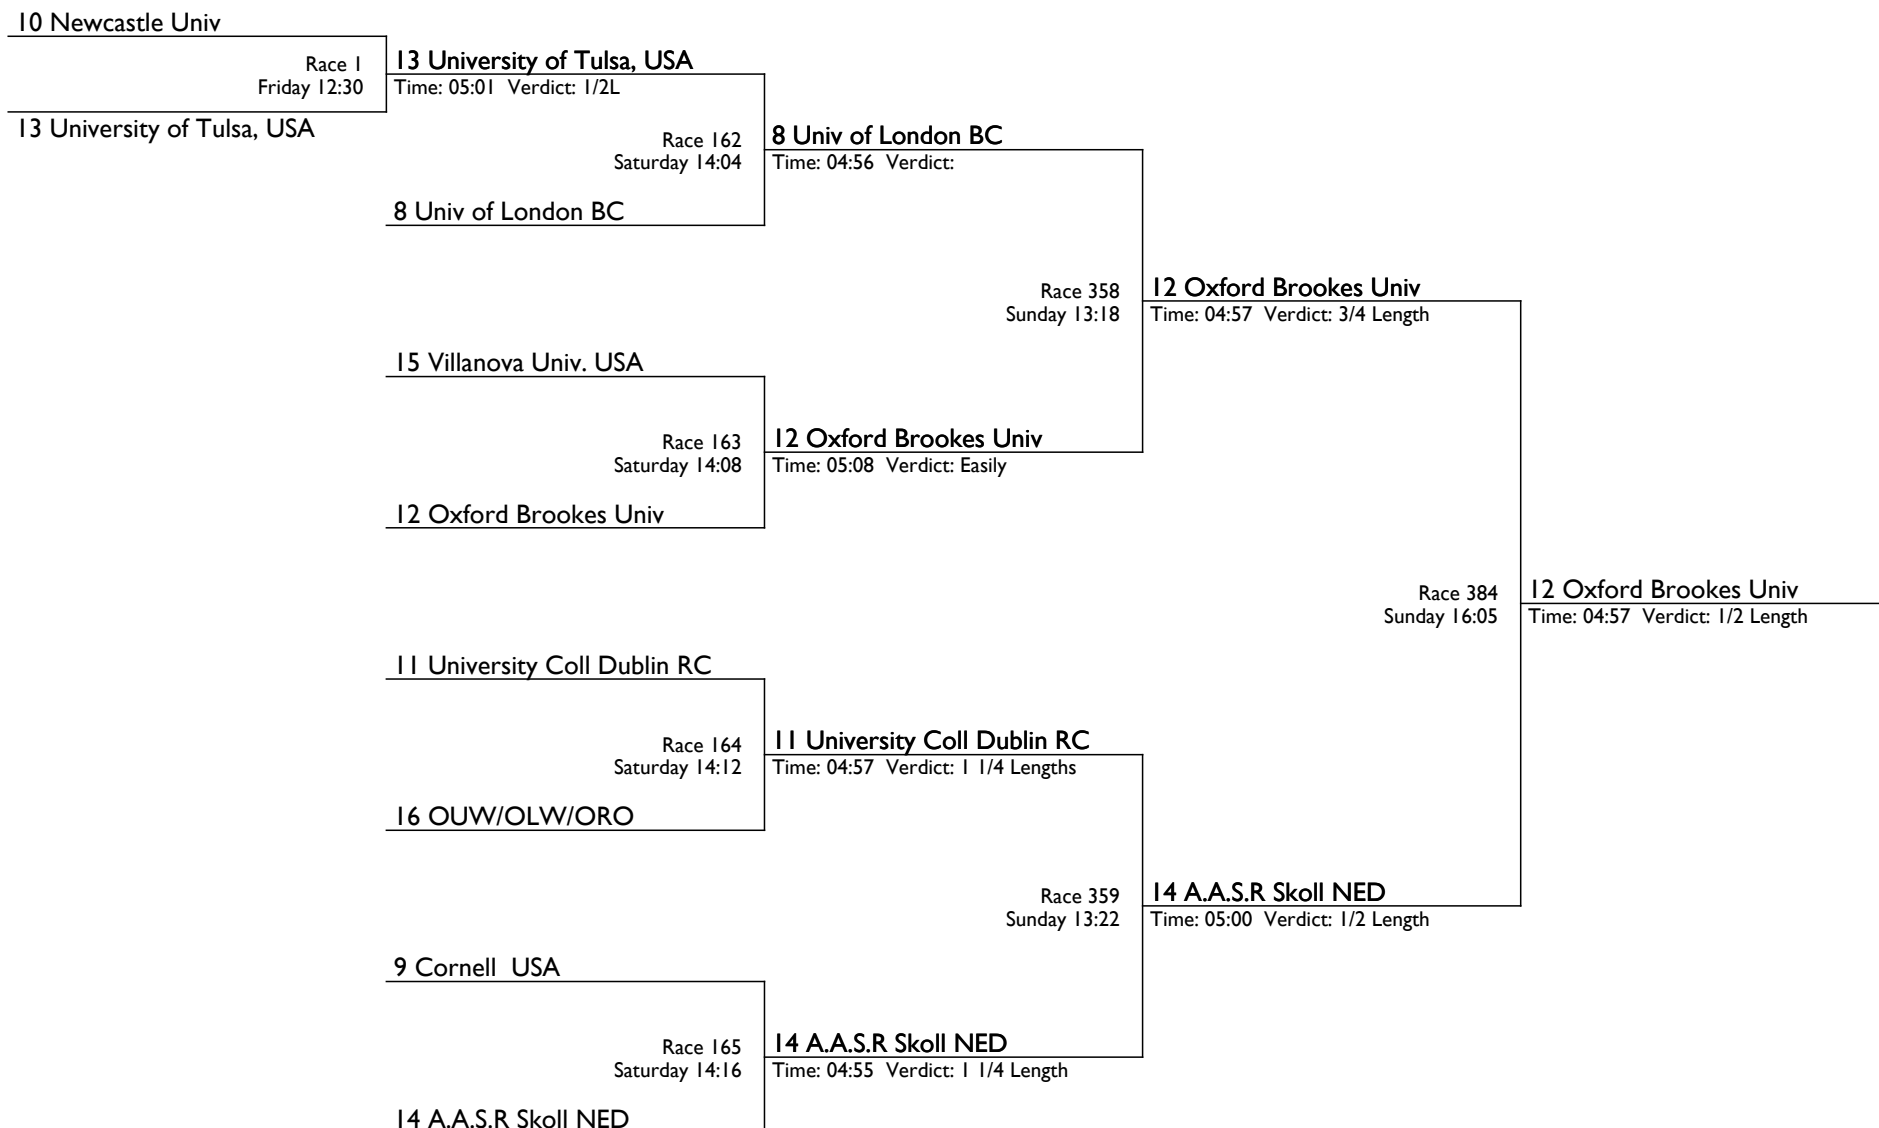 10 Newcastle Univ
Race 1
Friday 12:30
13 University of Tulsa, USA
Time: 05:01 Verdict: 1/2L
13 University of Tulsa, USA
Race 162
Saturday 14:04
8 Univ of London BC
Time: 04:56 Verdict:
8 Univ of London BC
Race 358
Sunday 13:18
12 Oxford Brookes Univ
Time: 04:57 Verdict: 3/4 Length
15 Villanova Univ. USA
Race 163
Saturday 14:08
12 Oxford Brookes Univ
Time: 05:08 Verdict: Easily
12 Oxford Brookes Univ
Race 384
Sunday 16:05
12 Oxford Brookes Univ
Time: 04:57 Verdict: 1/2 Length
11 University Coll Dublin RC
Race 164
Saturday 14:12
11 University Coll Dublin RC
Time: 04:57 Verdict: 1 1/4 Lengths
16 OUW/OLW/ORO
Race 359
Sunday 13:22
14 A.A.S.R Skoll NED
Time: 05:00 Verdict: 1/2 Length
9 Cornell USA
Race 165
Saturday 14:16
14 A.A.S.R Skoll NED
Time: 04:55 Verdict: 1 1/4 Length
14 A.A.S.R Skoll NED